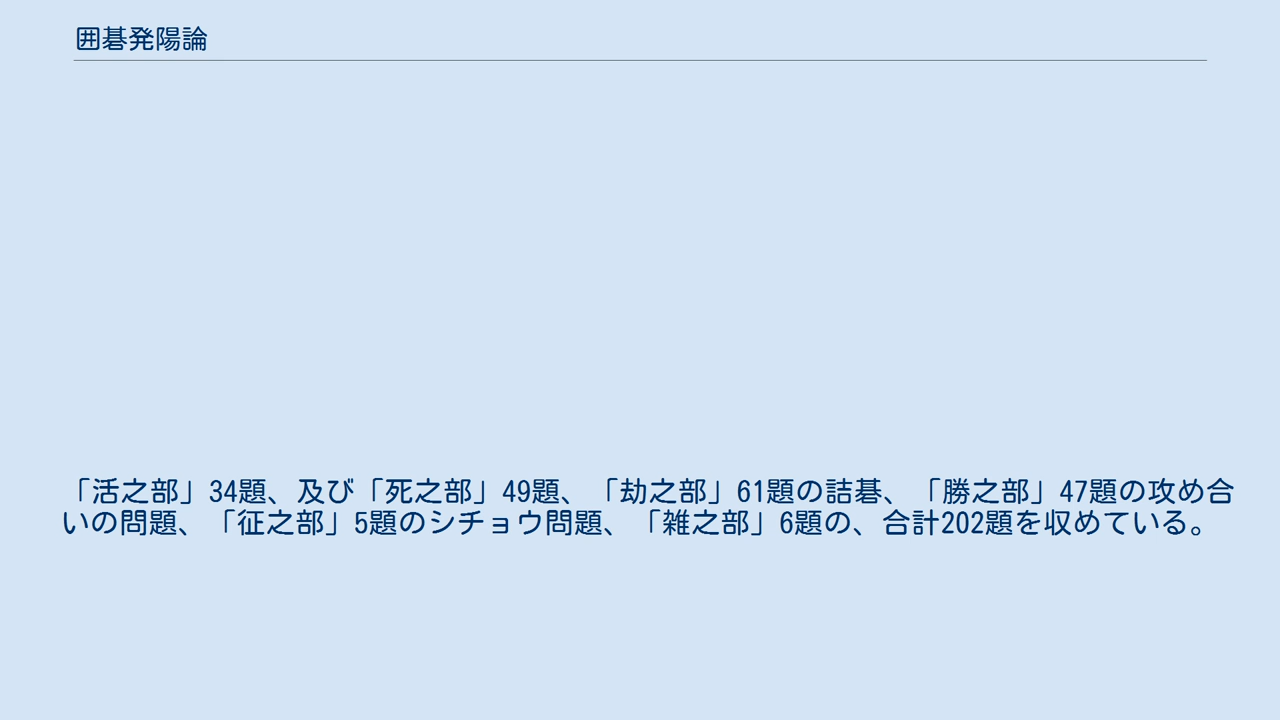 囲碁発陽論
「活之部」34題、及び「死之部」49題、「劫之部」61題の詰碁、「勝之部」47題の攻め合
いの問題、「征之部」5題のシチョウ問題、「雑之部」6題の、合計202題を収めている。